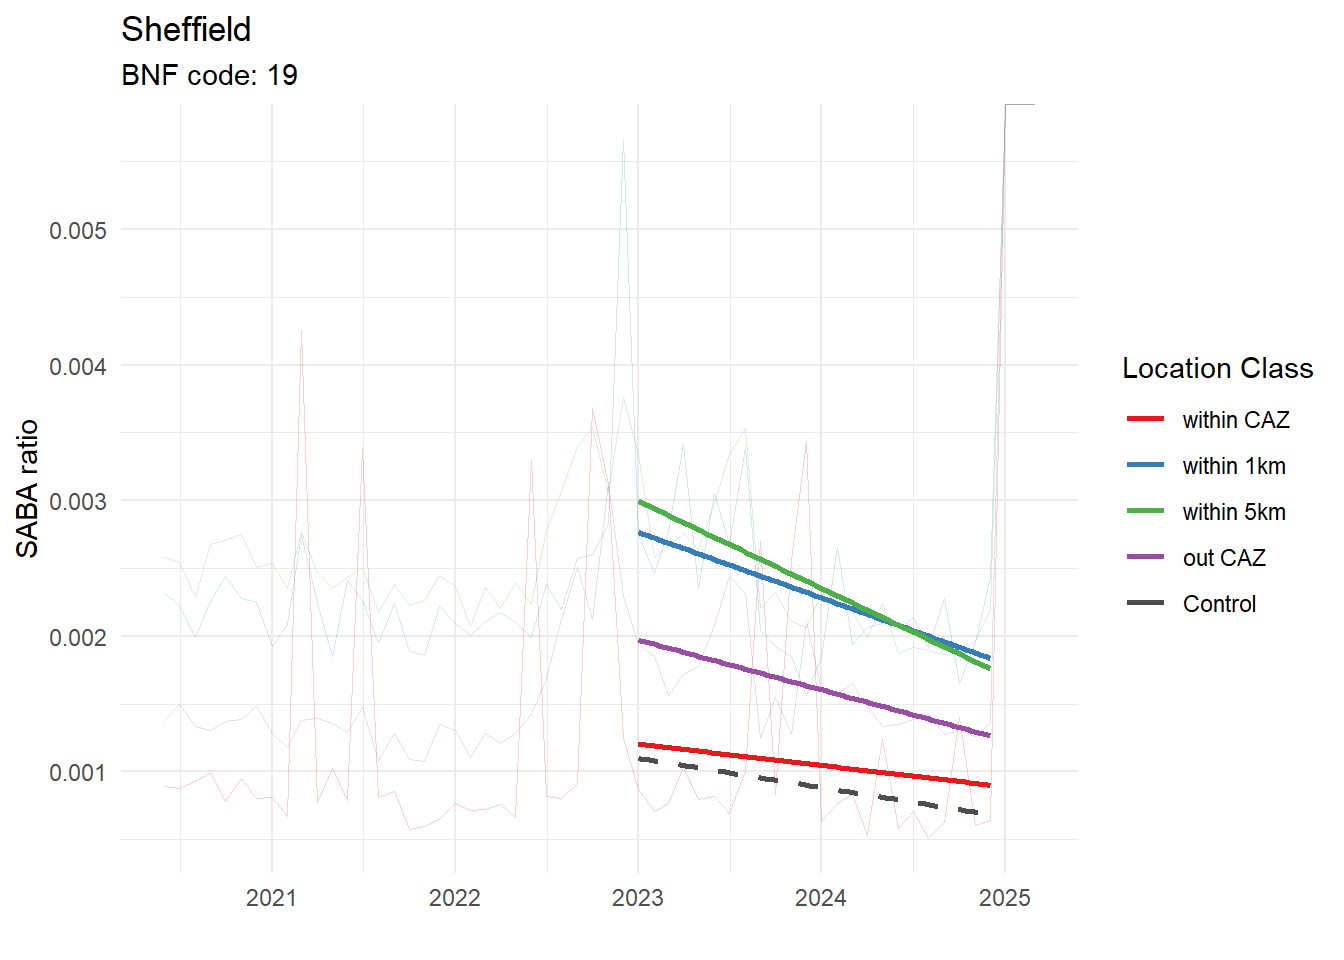 Sheffield
BNF code: 19
SABA ratio
0.005
0.004
0.003
0.002
0.001
2021
2022
2023
2024
2025
Location Class
within CAZ
within 1km
within 5km
out CAZ
Control